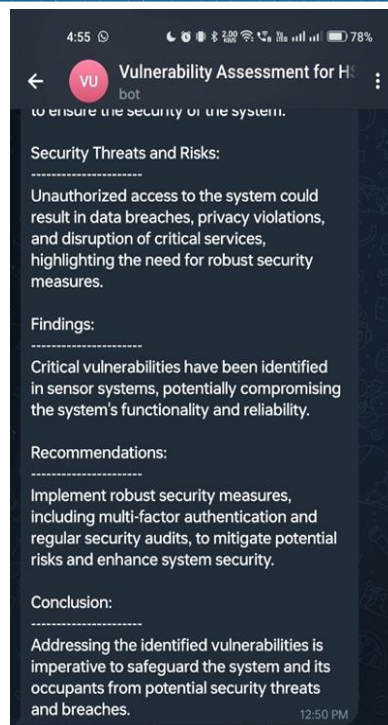 4:55
2.00 KB/S
78%
VU
Vulnerability Assessment for HS
bot
to ensure the security of the system.
Security Threats and Risks:
----------------------
Unauthorized access to the system could
result in data breaches, privacy violations,
and disruption of critical services,
highlighting the need for robust security
measures.
Findings:
----------------------
Critical vulnerabilities have been identified
in sensor systems, potentially compromising
the system's functionality and reliability.
Recommendations:
----------------------
Implement robust security measures,
including multi-factor authentication and
regular security audits, to mitigate potential
risks and enhance system security.
Conclusion:
----------------------
Addressing the identified vulnerabilities is
imperative to safeguard the system and its
occupants from potential security threats
and breaches.
12:50 PM